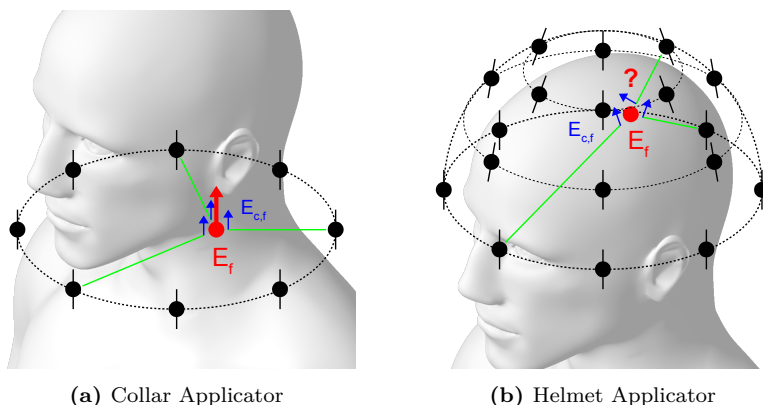 ?
E_c,f
E_c,f
E_f
E_f
(a) Collar Applicator
(b) Helmet Applicator